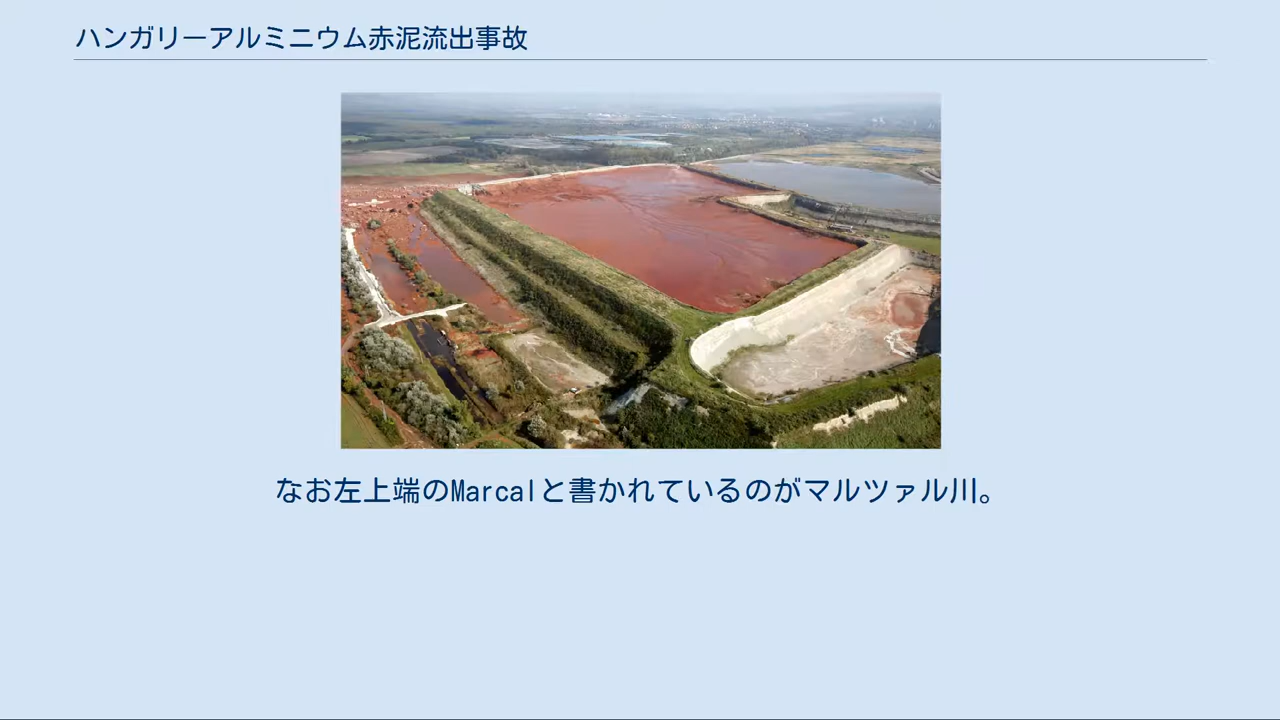 ハンガリーアルミニウム赤泥流出事故
なお左上端のMarcalと書かれているのがマルツァル川。